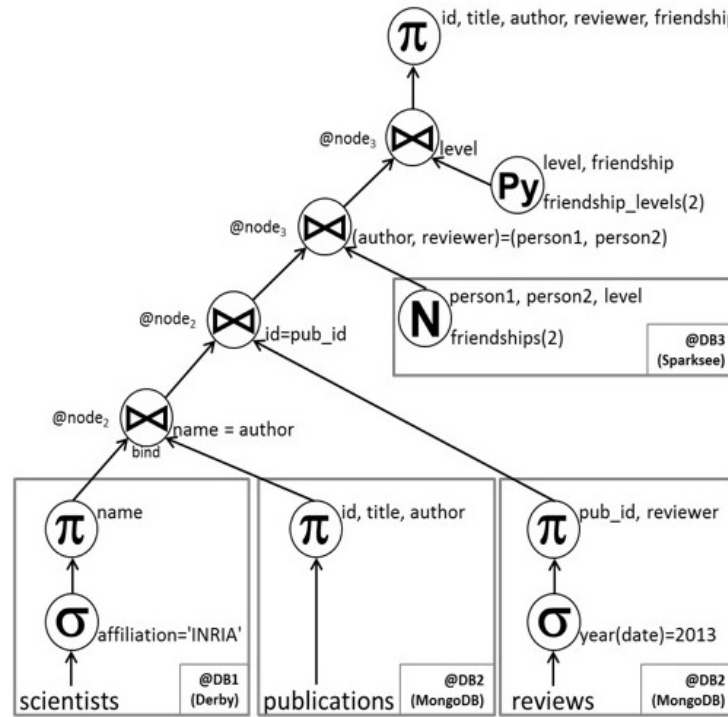 π id, title, author, reviewer, friendship
@node₃ ⋈ level
Py level, friendship
friendship_levels(2)
@node₃ ⋈ (author, reviewer)=(person1, person2)
N person1, person2, level
friendships(2)
@DB3
(Sparksee)
@node₂ ⋈ id=pub_id
@node₂ ⋈ name = author
bind
π name
σ affiliation='INRIA'
scientists
@DB1
(Derby)
π id, title, author
publications
@DB2
(MongoDB)
π pub_id, reviewer
σ year(date)=2013
reviews
@DB2
(MongoDB)